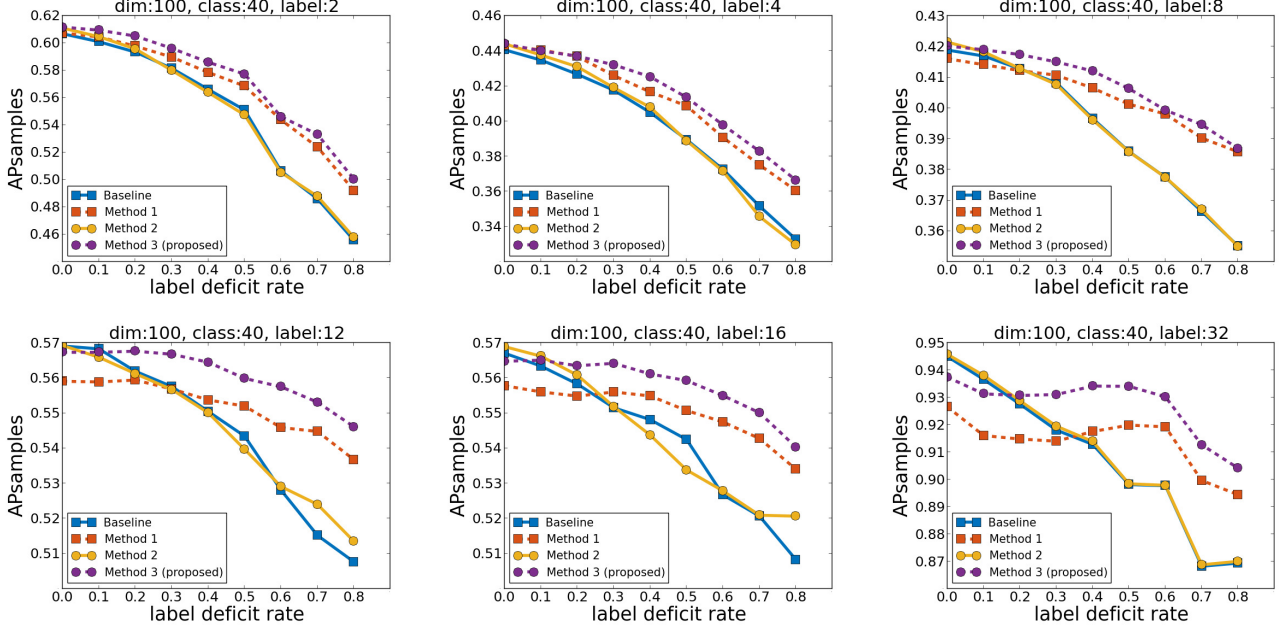 dim:100, class:40, label:2
0.62
0.60
0.58
0.56
0.54
0.52
0.50
0.48
0.46
APsamples
Baseline
Method 1
Method 2
Method 3 (proposed)
0.0 0.1 0.2 0.3 0.4 0.5 0.6 0.7 0.8
label deficit rate
dim:100, class:40, label:4
0.46
0.44
0.42
0.40
0.38
0.36
0.34
APsamples
Baseline
Method 1
Method 2
Method 3 (proposed)
0.0 0.1 0.2 0.3 0.4 0.5 0.6 0.7 0.8
label deficit rate
dim:100, class:40, label:8
0.43
0.42
0.41
0.40
0.39
0.38
0.37
0.36
APsamples
Baseline
Method 1
Method 2
Method 3 (proposed)
0.0 0.1 0.2 0.3 0.4 0.5 0.6 0.7 0.8
label deficit rate
dim:100, class:40, label:12
0.57
0.56
0.55
0.54
0.53
0.52
0.51
APsamples
Baseline
Method 1
Method 2
Method 3 (proposed)
0.0 0.1 0.2 0.3 0.4 0.5 0.6 0.7 0.8
label deficit rate
dim:100, class:40, label:16
0.57
0.56
0.55
0.54
0.53
0.52
0.51
APsamples
Baseline
Method 1
Method 2
Method 3 (proposed)
0.0 0.1 0.2 0.3 0.4 0.5 0.6 0.7 0.8
label deficit rate
dim:100, class:40, label:32
0.95
0.94
0.93
0.92
0.91
0.90
0.88
0.87
APsamples
Baseline
Method 1
Method 2
Method 3 (proposed)
0.0 0.1 0.2 0.3 0.4 0.5 0.6 0.7 0.8
label deficit rate